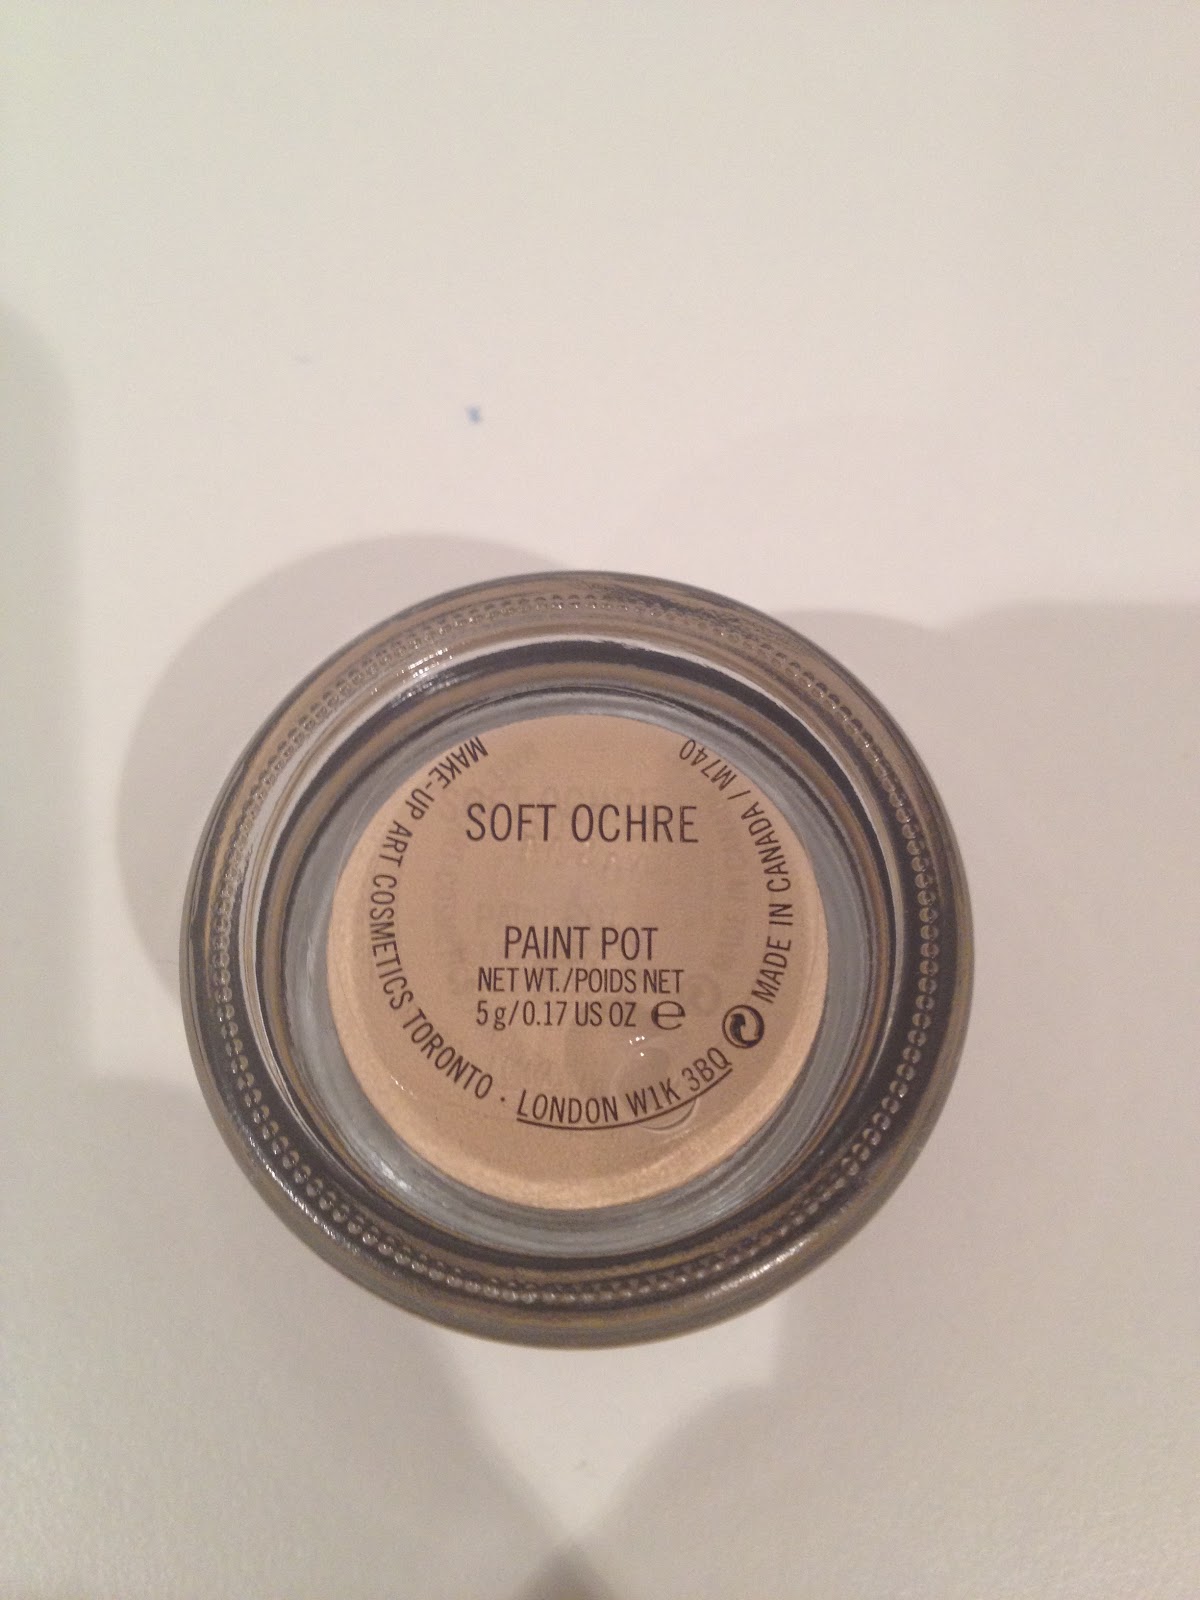 SOFT OCHRE
PAINT POT
NET WT./POIDS NET
5 g/0.17 US OZ e
MAKE-UP ART COSMETICS TORONTO · LONDON W1K 3BQ
MADE IN CANADA / M740